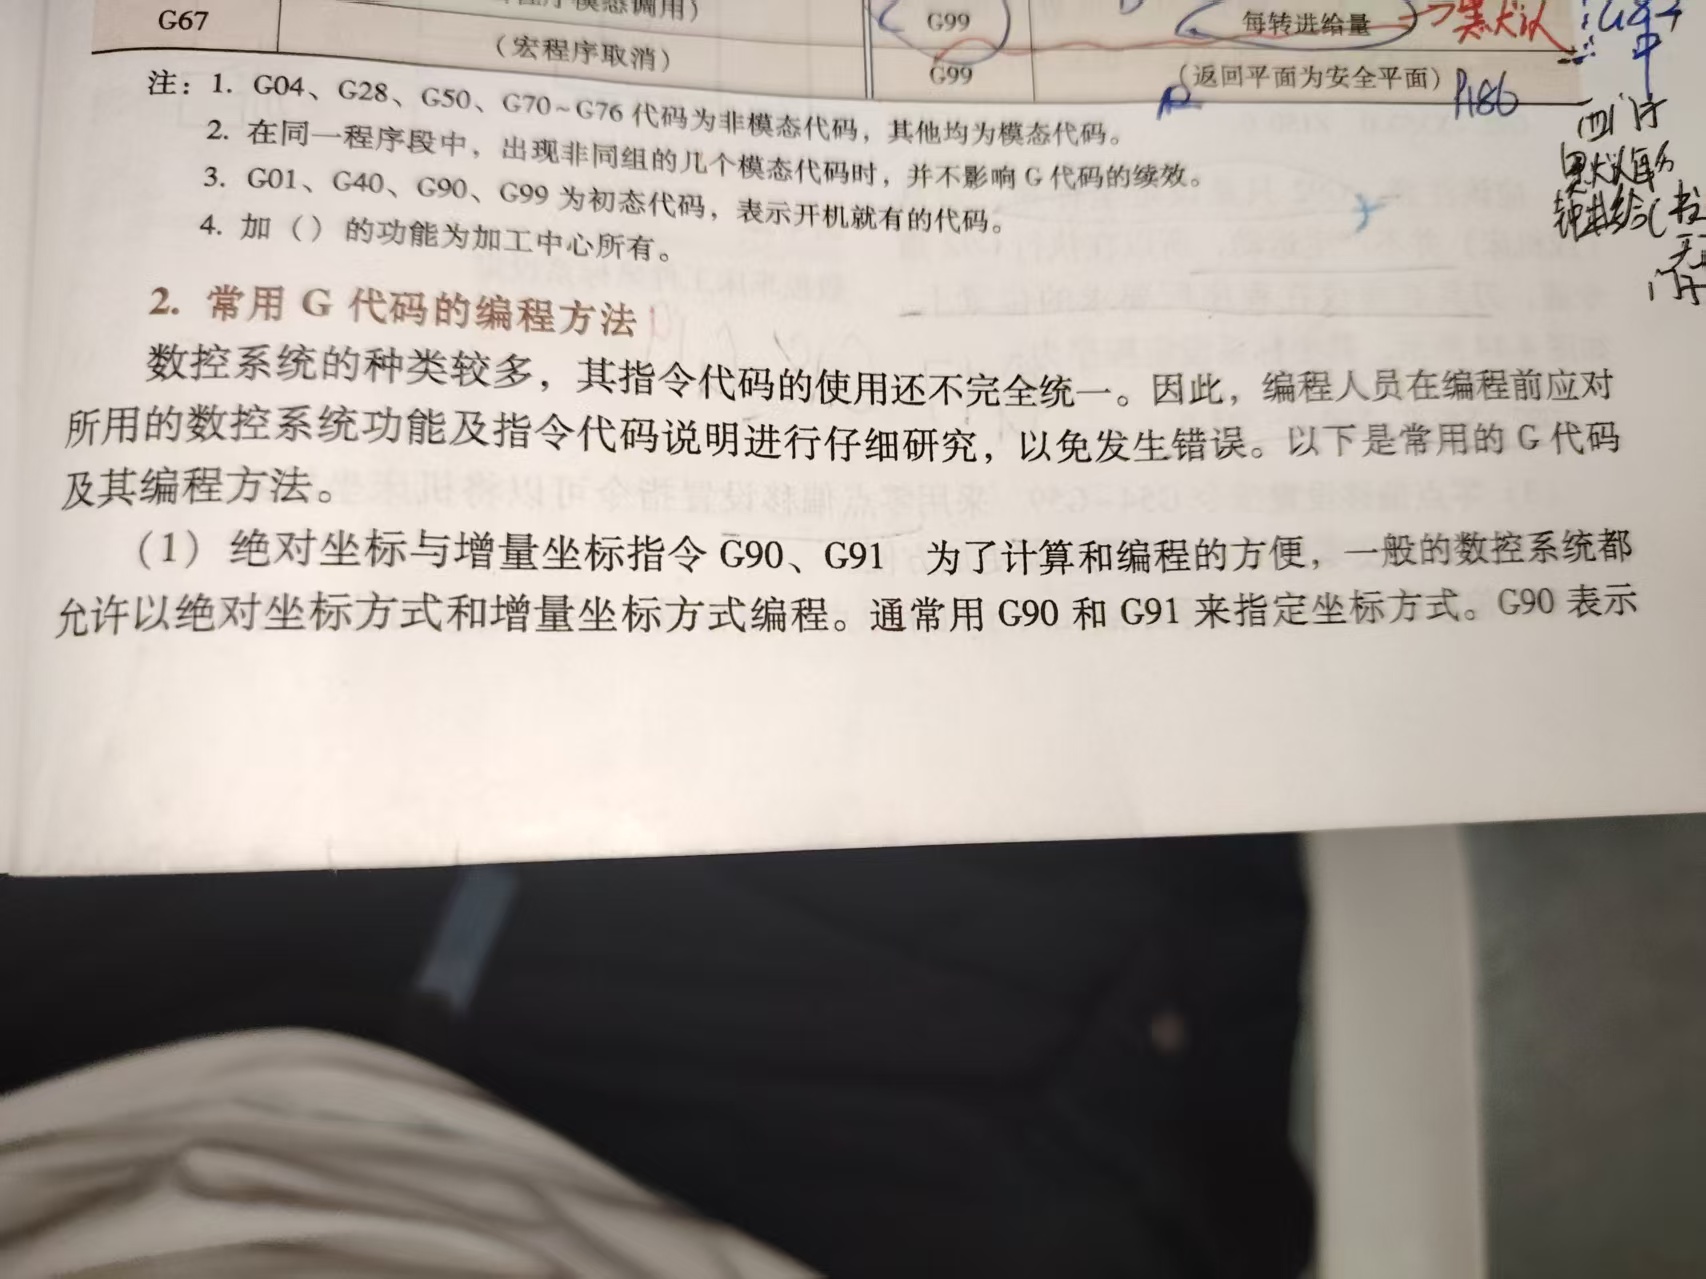 G67
模态调用)
(宏程序取消)
G99
每转进给量
默认
G99
(返回平面为安全平面)
P186
注：1. G04、G28、G50、G70~G76 代码为非模态代码，其他均为模态代码。
2. 在同一程序段中，出现非同组的几个模态代码时，并不影响 G 代码的续效。
3. G01、G40、G90、G99 为初态代码，表示开机就有的代码。
4. 加（）的功能为加工中心所有。
2. 常用 G 代码的编程方法
数控系统的种类较多，其指令代码的使用还不完全统一。因此，编程人员在编程前应对
所用的数控系统功能及指令代码说明进行仔细研究，以免发生错误。以下是常用的 G 代码
及其编程方法。
（1）绝对坐标与增量坐标指令 G90、G91 为了计算和编程的方便，一般的数控系统都
允许以绝对坐标方式和增量坐标方式编程。通常用 G90 和 G91 来指定坐标方式。G90 表示